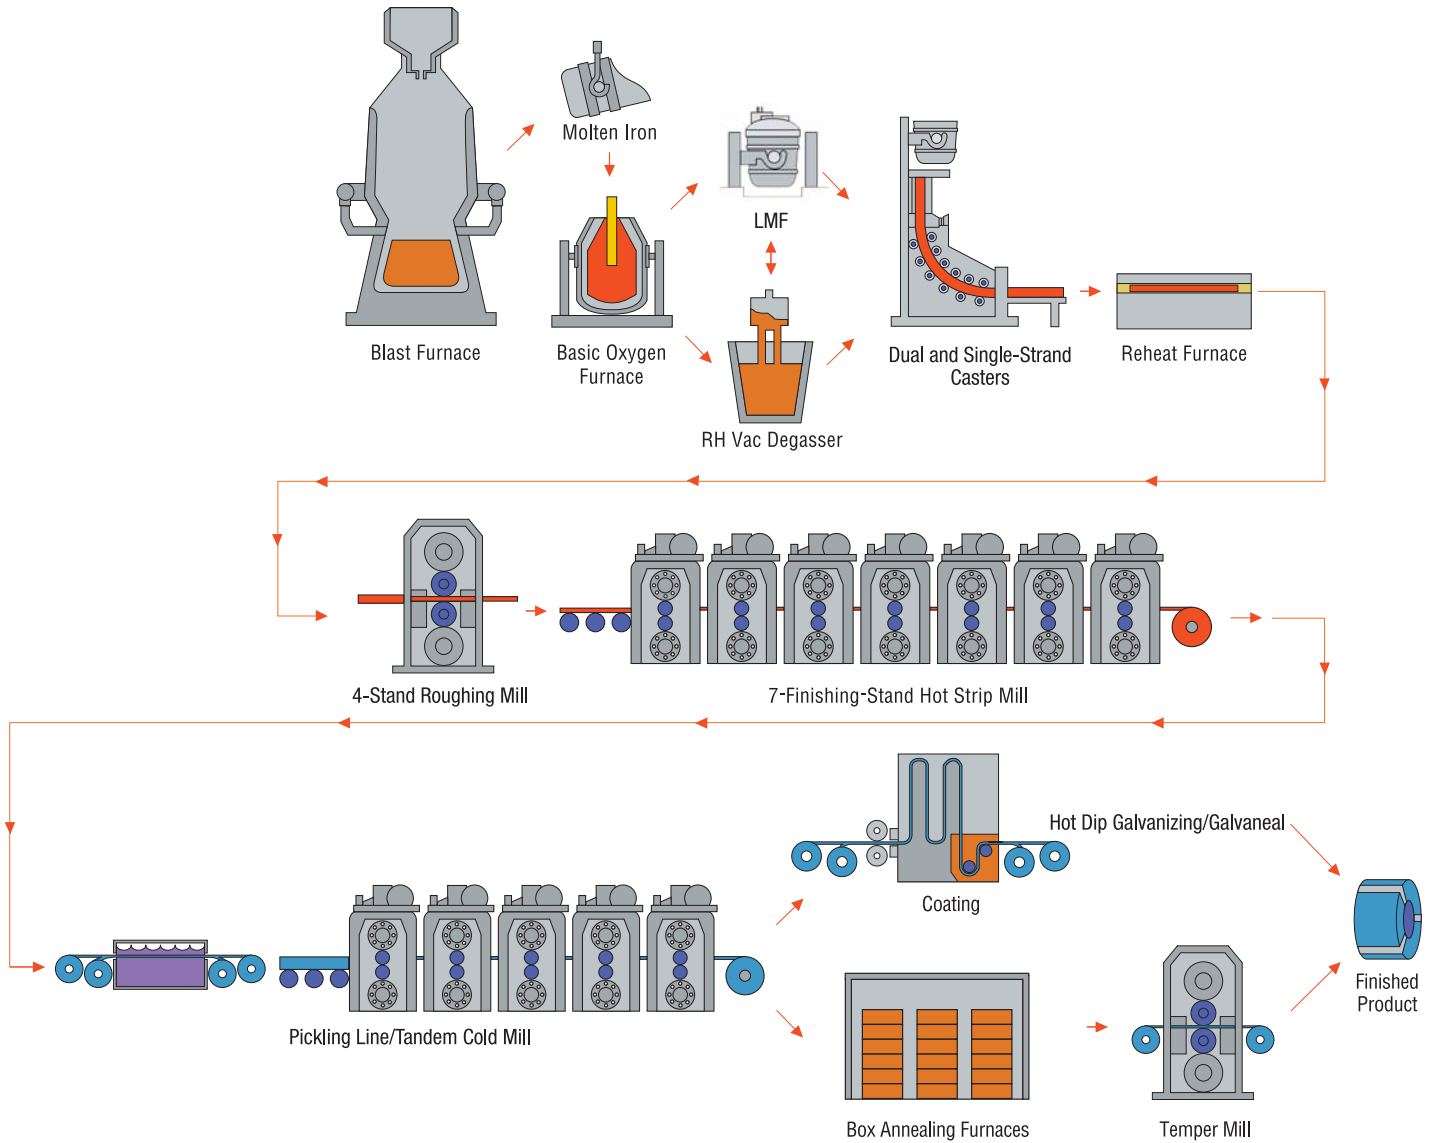 Molten Iron
LMF
Blast Furnace
Basic Oxygen
Furnace
RH Vac Degasser
Dual and Single-Strand
Casters
Reheat Furnace
4-Stand Roughing Mill
7-Finishing-Stand Hot Strip Mill
Hot Dip Galvanizing/Galvaneal
Coating
Pickling Line/Tandem Cold Mill
Finished
Product
Box Annealing Furnaces
Temper Mill